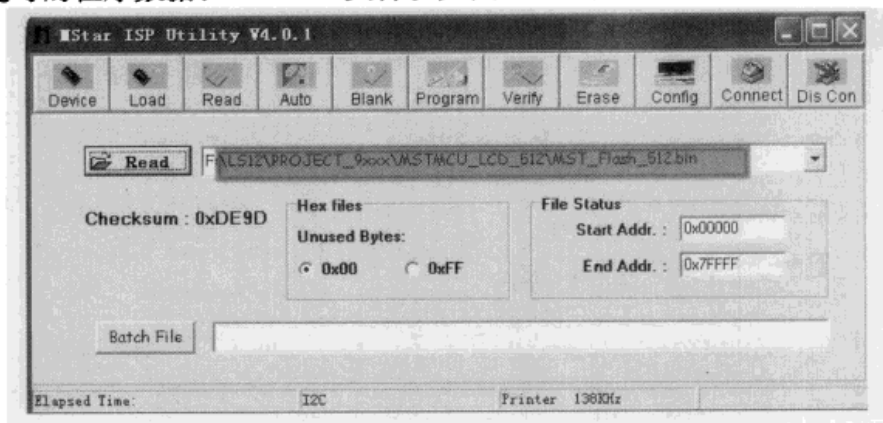 MStar ISP Utility V4.0.1
Device Load Read Auto Blank Program Verify Erase Config Connect Dis Con
Read F:\LS12\PROJECT_9xxx\MSTMCU_LCD_512\MST_Flash_512.bin
Checksum : 0xDE9D
Hex files
Unused Bytes:
0x00 0xFF
File Status
Start Addr. : 0x00000
End Addr. : 0x7FFFF
Batch File
Elapsed Time: I2C Printer 138KHz